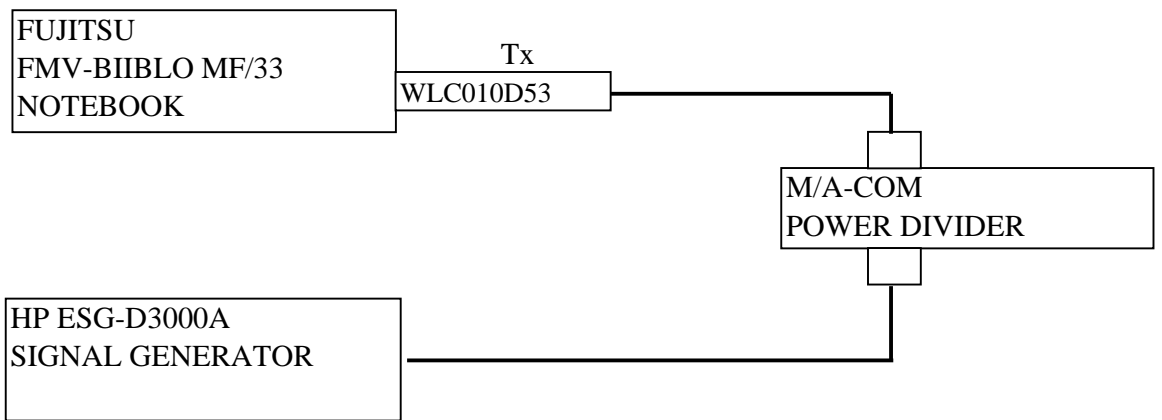 FUJITSU
FMV-BIIBLO MF/33
NOTEBOOK
Tx
WLC010D53
M/A-COM
POWER DIVIDER
HP ESG-D3000A
SIGNAL GENERATOR